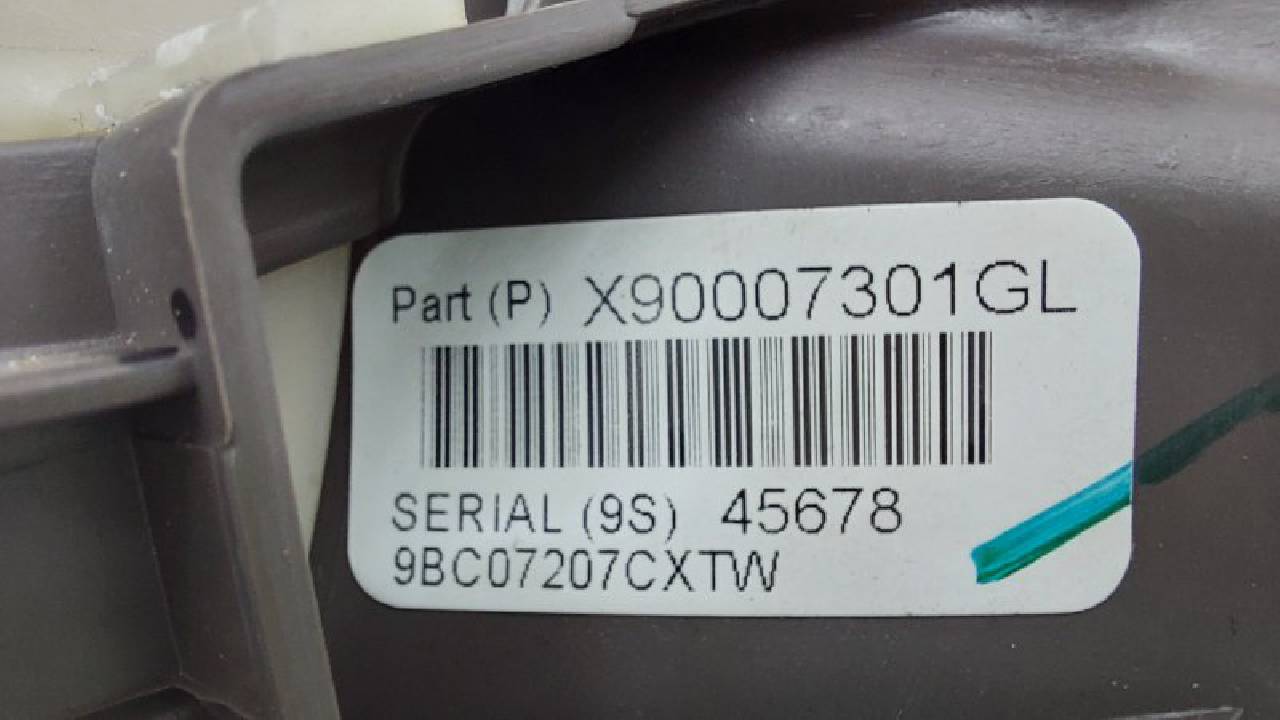 Part (P) X90007301GL
SERIAL (9S) 45678
9BC07207CXTW